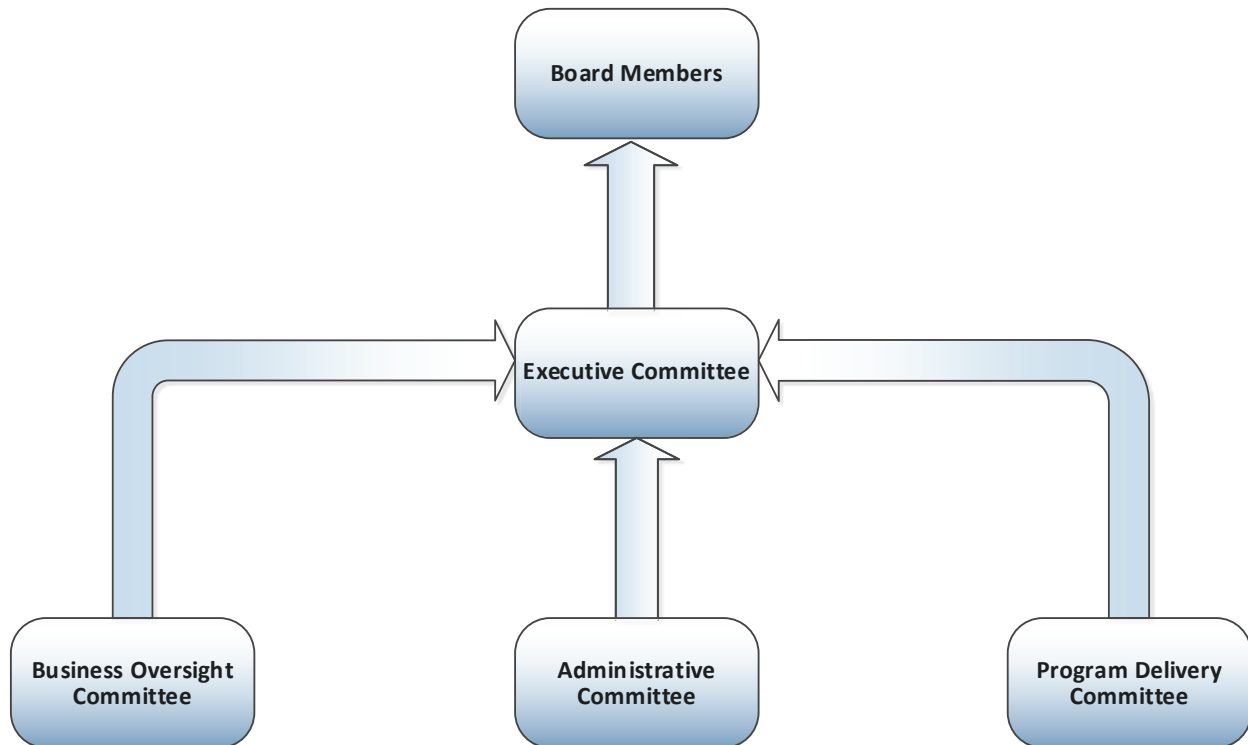 Board Members
Executive Committee
Business Oversight
Committee
Administrative
Committee
Program Delivery
Committee